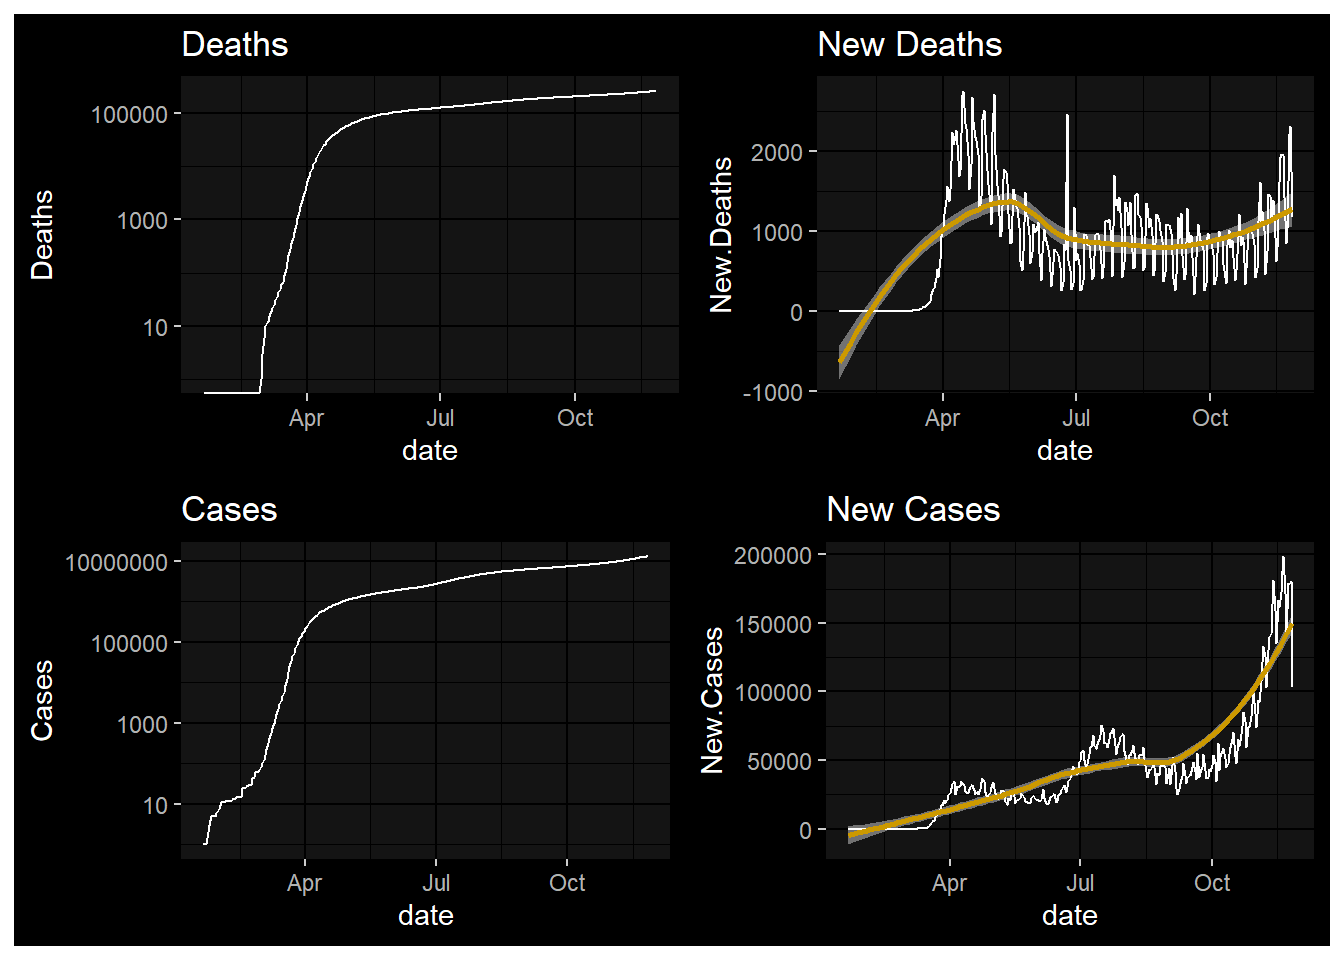 Deaths
Deaths
100000
1000
10
Apr Jul Oct
date
New Deaths
New.Deaths
2000
1000
0
-1000
Apr Jul Oct
date
Cases
Cases
10000000
100000
1000
10
Apr Jul Oct
date
New Cases
New.Cases
200000
150000
100000
50000
0
Apr Jul Oct
date